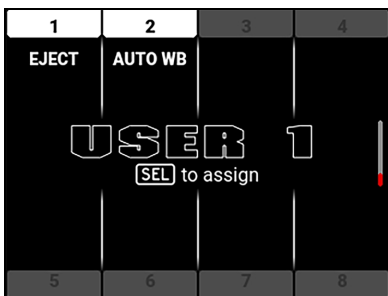 1 2 3 4
EJECT AUTO WB
USER 1
SEL to assign
5 6 7 8